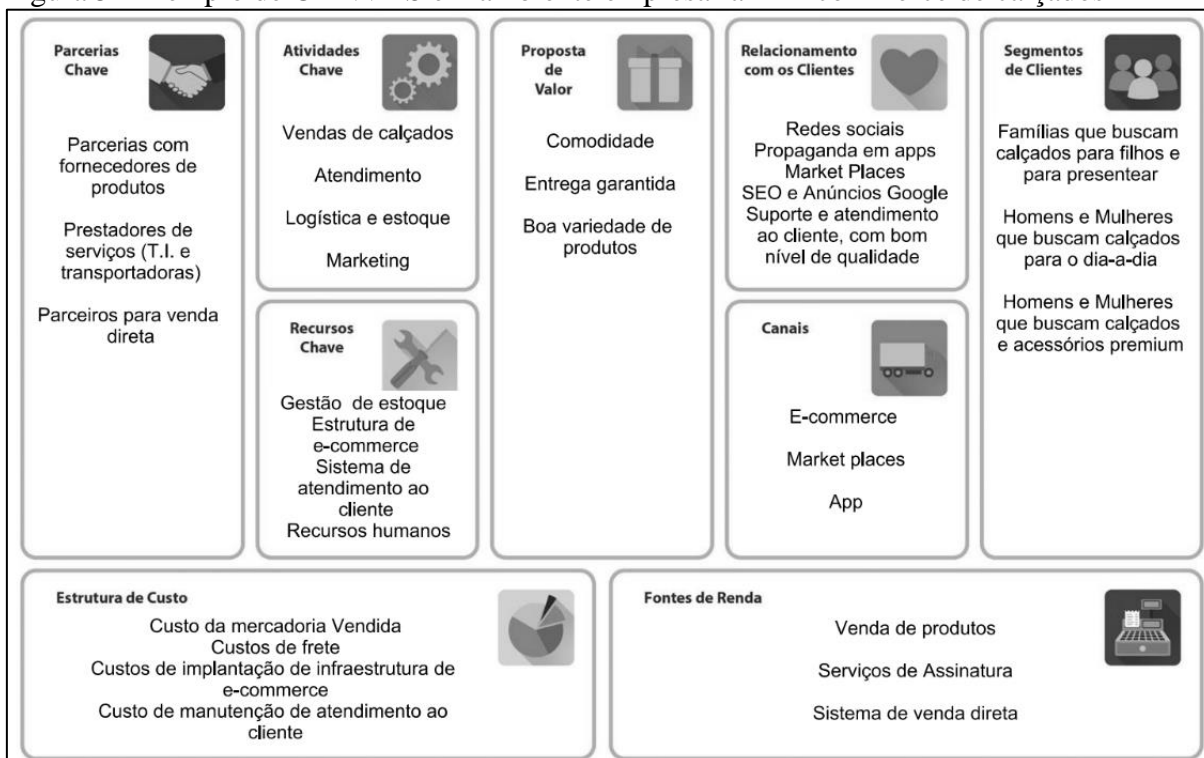 Parcerias
Chave
Parcerias com
fornecedores de
produtos
Prestadores de
serviços (T.I. e
transportadoras)
Parceiros para venda
direta
Atividades
Chave
Vendas de calçados
Atendimento
Logística e estoque
Marketing
Recursos
Chave
Gestão de estoque
Estrutura de
e-commerce
Sistema de
atendimento ao
cliente
Recursos humanos
Proposta
de
Valor
Comodidade
Entrega garantida
Boa variedade de
produtos
Relacionamento
com os Clientes
Redes sociais
Propaganda em apps
Market Places
SEO e Anúncios Google
Suporte e atendimento
ao cliente, com bom
nível de qualidade
Canais
E-commerce
Market places
App
Segmentos
de Clientes
Famílias que buscam
calçados para filhos e
para presentear
Homens e Mulheres
que buscam calçados
para o dia-a-dia
Homens e Mulheres
que buscam calçados
e acessórios premium
Estrutura de Custo
Custo da mercadoria Vendida
Custos de frete
Custos de implantação de infraestrutura de
e-commerce
Custo de manutenção de atendimento ao
cliente
Fontes de Renda
Venda de produtos
Serviços de Assinatura
Sistema de venda direta